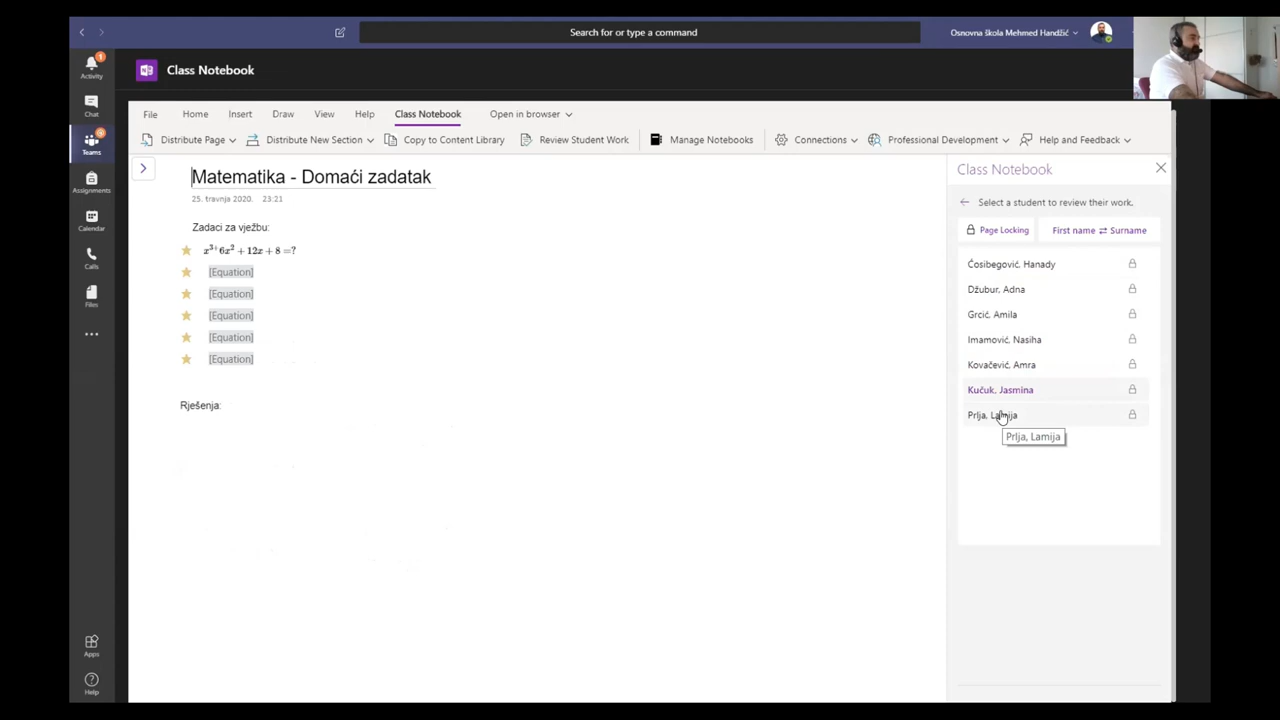 Search for or type a command
Osnovna škola Mehmed Handžić
1
Activity
Class Notebook
Chat
File Home Insert Draw View Help Class Notebook Open in browser
Teams
Distribute Page Distribute New Section Copy to Content Library Review Student Work Manage Notebooks Connections Professional Development Help and Feedback
Assignments
Calendar
Calls
Files
Apps
Help
Matematika - Domaći zadatak
25. travnja 2020. 23:21
Zadaci za vježbu:
x³⁺6x² + 12x + 8 =?
[Equation]
[Equation]
[Equation]
[Equation]
[Equation]
Rješenja:
Class Notebook
Select a student to review their work.
Page Locking First name ⇄ Surname
Ćosibegović, Hanady
Džubur, Adna
Grcić, Amila
Imamović, Nasiha
Kovačević, Amra
Kučuk, Jasmina
Prlja, Lamija
Prlja, Lamija